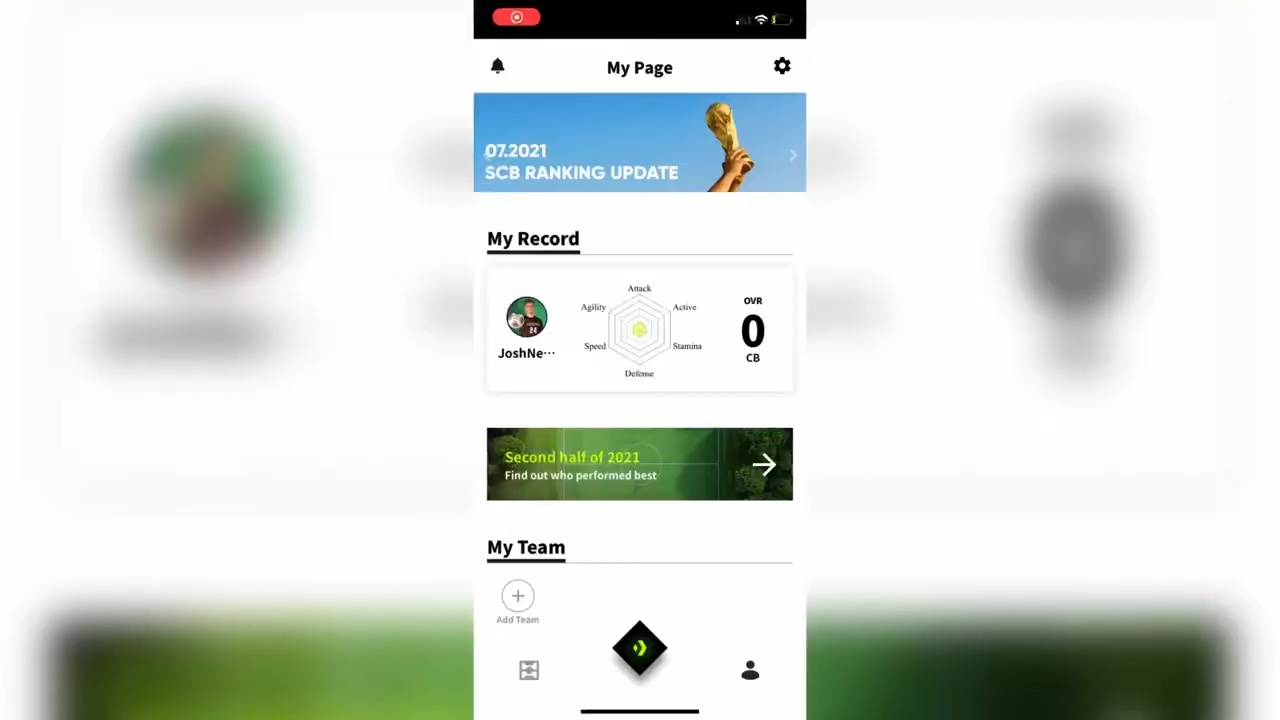 My Page
07.2021
SCB RANKING UPDATE
My Record
Attack
Agility
Active
OVR
0
CB
Speed
Stamina
JoshNe···
Defense
24
Second half of 2021
Find out who performed best
My Team
Add Team